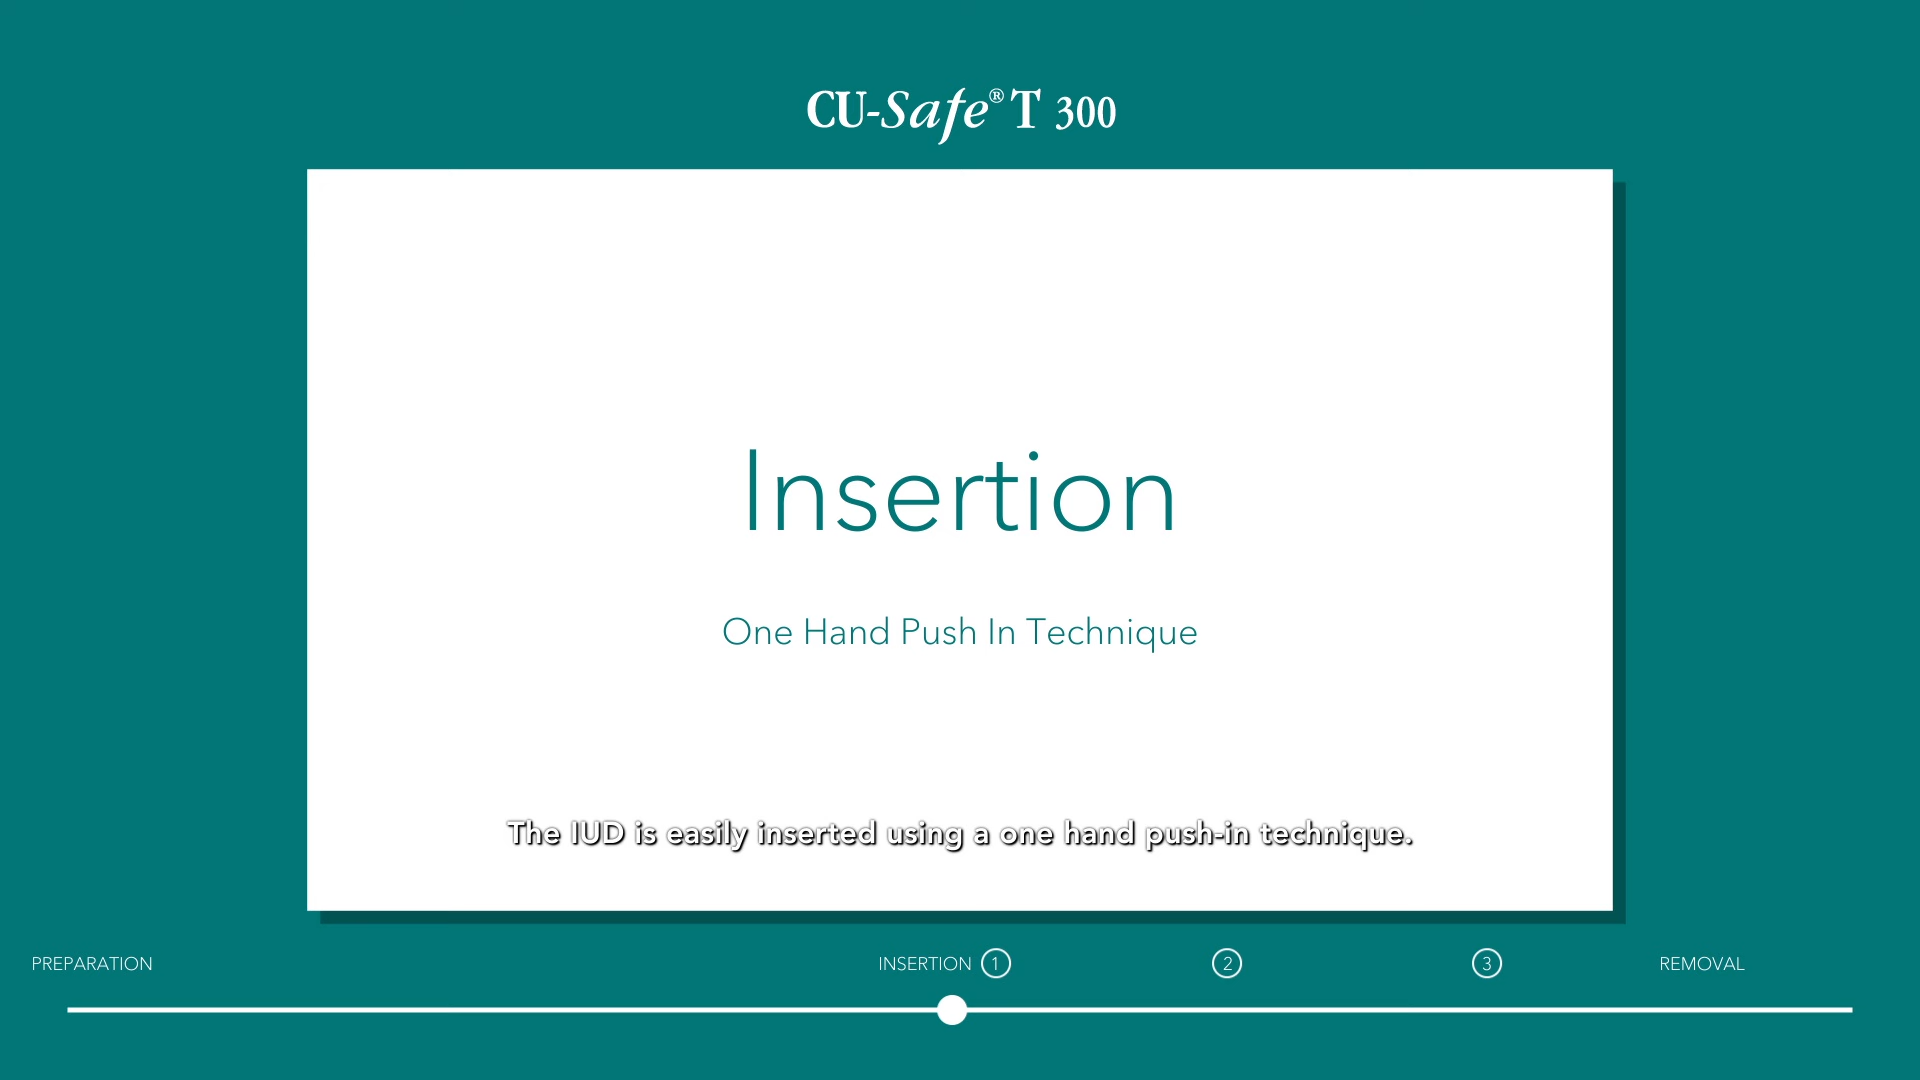 CU-Safe® T 300
Insertion
One Hand Push In Technique
The IUD is easily inserted using a one hand push-in technique.
PREPARATION INSERTION 1 2 3 REMOVAL